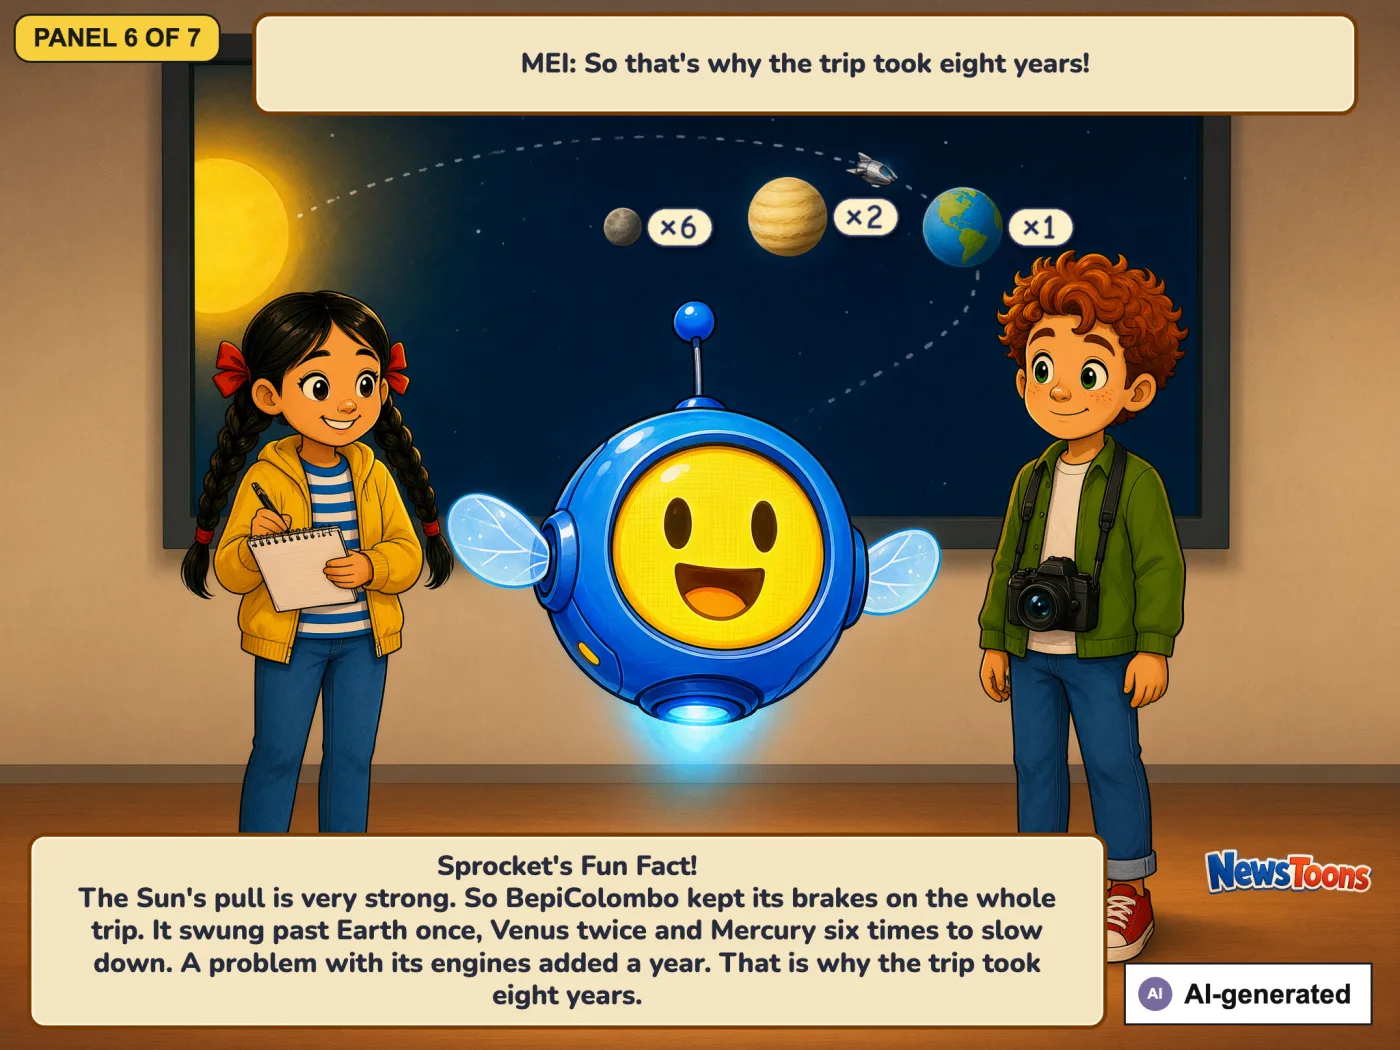 PANEL 6 OF 7
MEI: So that's why the trip took eight years!
×6
×2
×1
Sprocket's Fun Fact!
The Sun's pull is very strong. So BepiColombo kept its brakes on the whole
trip. It swung past Earth once, Venus twice and Mercury six times to slow
down. A problem with its engines added a year. That is why the trip took
eight years.
NewsToons
AI AI-generated